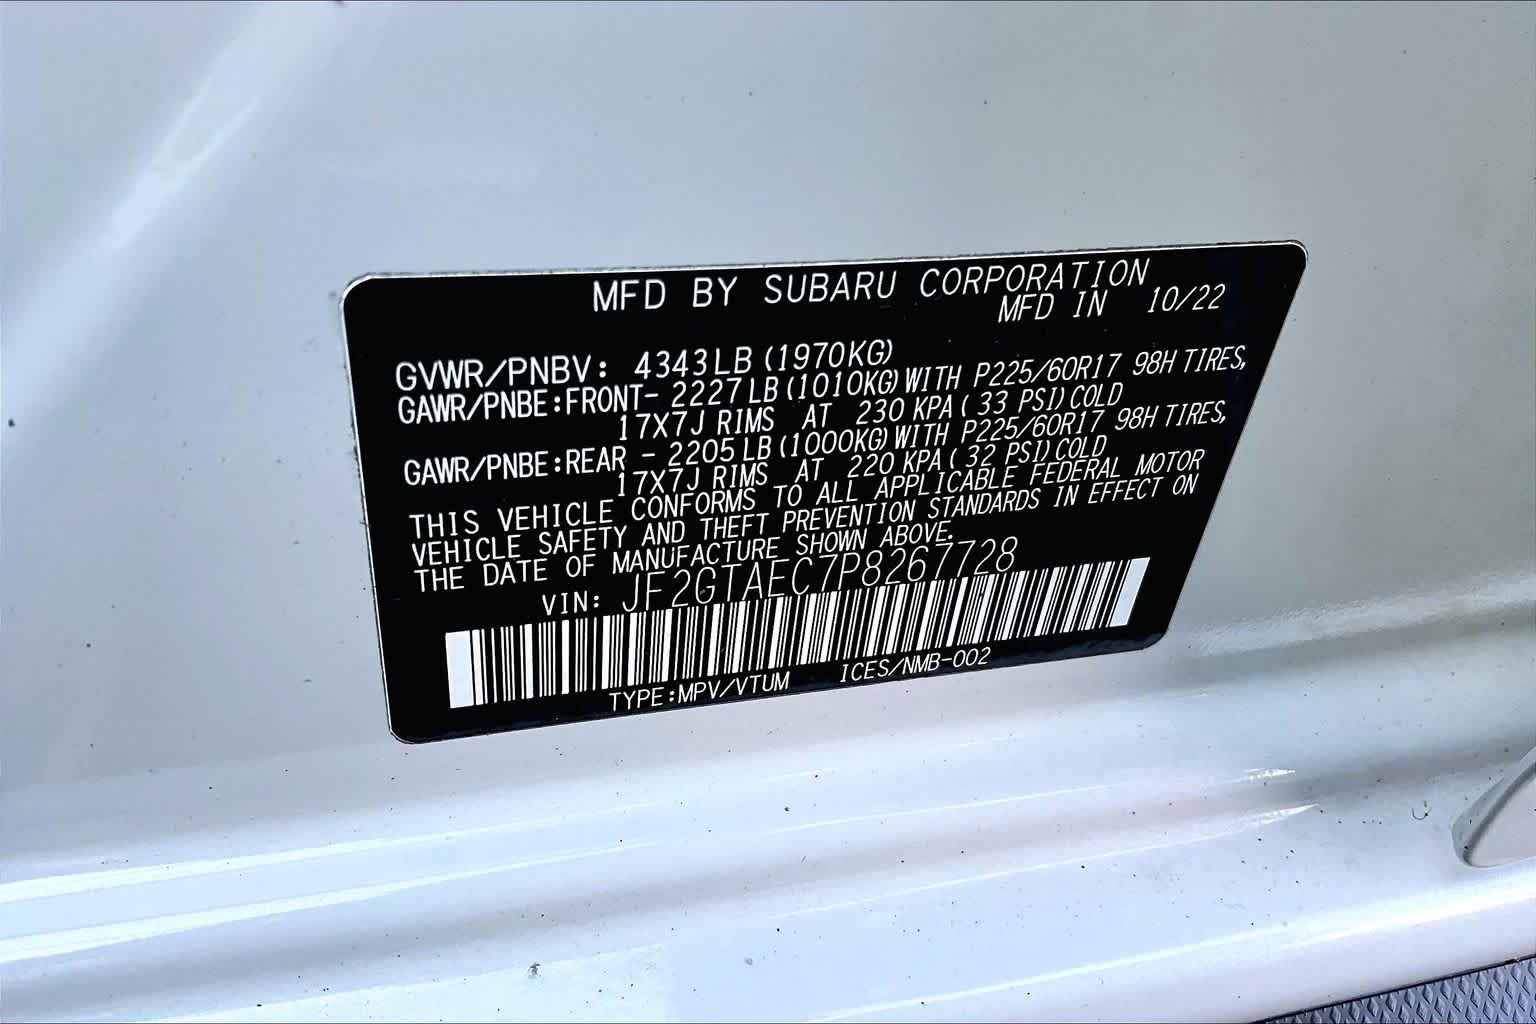 MFD BY SUBARU CORPORATION
MFD IN 10/22
GVWR/PNBV: 4343LB (1970KG)
GAWR/PNBE:FRONT- 2227LB (1010KG) WITH P225/60R17 98H TIRES,
17X7J RIMS AT 230 KPA ( 33 PSI) COLD
GAWR/PNBE:REAR - 2205LB (1000KG) WITH P225/60R17 98H TIRES,
17X7J RIMS AT 220 KPA ( 32 PSI) COLD
THIS VEHICLE CONFORMS TO ALL APPLICABLE FEDERAL MOTOR
VEHICLE SAFETY AND THEFT PREVENTION STANDARDS IN EFFECT ON
THE DATE OF MANUFACTURE SHOWN ABOVE.
VIN: JF2GTAEC7P8267728
TYPE:MPV/VTUM ICES/NMB-002